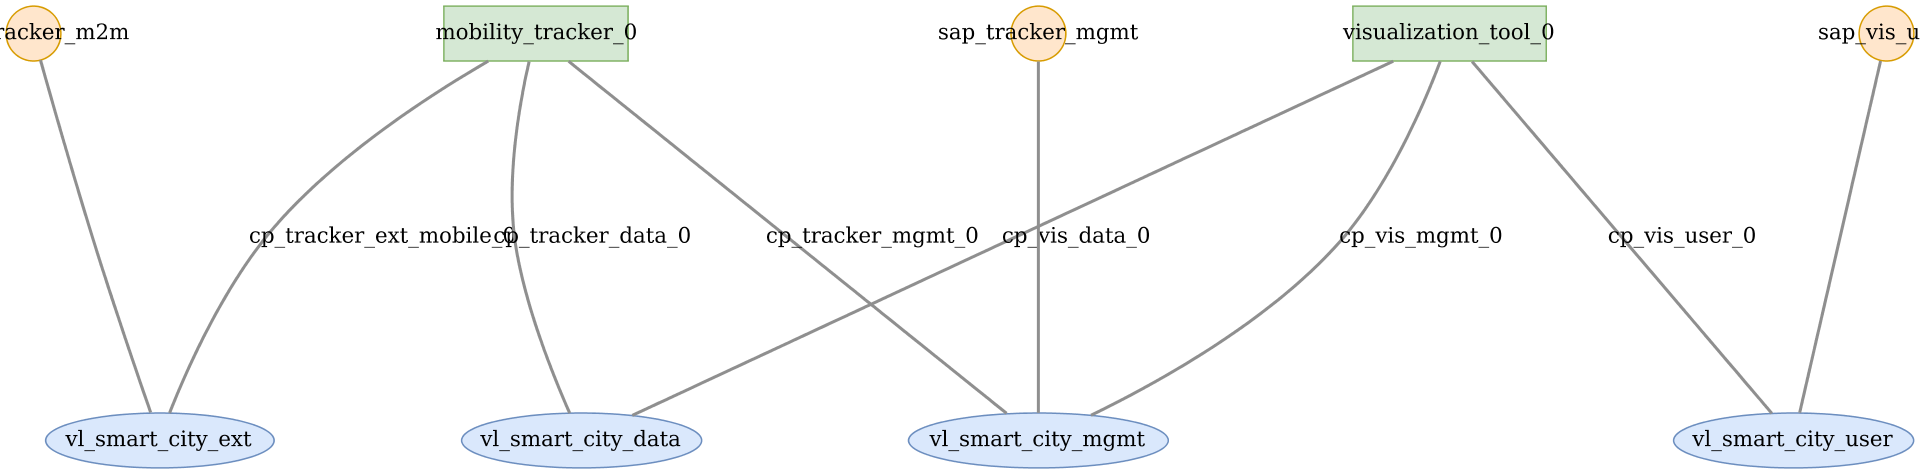 racker_m2m
mobility_tracker_0
sap_tracker_mgmt
visualization_tool_0
sap_vis_u
cp_tracker_ext_mobile_0
cp_tracker_data_0
cp_tracker_mgmt_0
cp_vis_data_0
cp_vis_mgmt_0
cp_vis_user_0
vl_smart_city_ext
vl_smart_city_data
vl_smart_city_mgmt
vl_smart_city_user